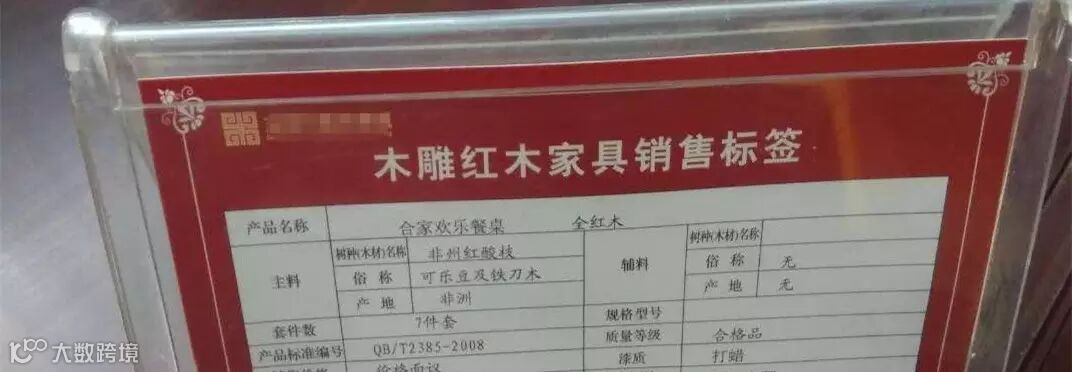 木雕红木家具销售标签
产品名称 合家欢乐餐桌 全红木
主料 树种(木材)名称 非州红酸枝 辅料 树种(木材)名称
俗称 可乐豆及铁刀木 俗称 无
产地 非洲 产地 无
套件数 7件套 规格型号
产品标准编号 QB/T2385-2008 质量等级 合格品
价格面议 漆质 打蜡
大数跨境